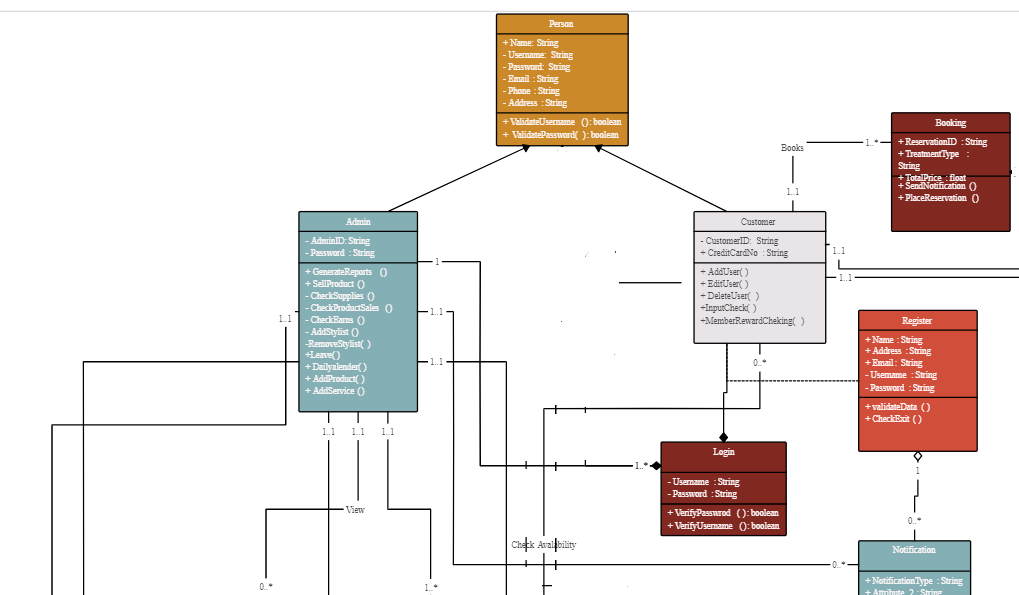 Person
+ Name: String
- Username: String
- Password: String
- Email : String
- Phone : String
- Address : String
+ ValidateUsername (): boolean
+ ValidatePassword( ): boolean
Booking
+ ReservationID : String
+ TreatmentType :
String
+ TotalPrice : float
+ SendNotification ()
+ PlaceReservation ()
Books
1..*
1..1
Admin
- AdminID: String
- Password : String
+ GenerateReports ()
+ SellProduct ()
- CheckSupplies ()
- CheckProductSales ()
- CheckEarns ()
- AddStylist ()
-RemoveStylist( )
+Leave( )
+ Dailyalender( )
+ AddProduct( )
+ AddService ()
Customer
- CustomerID: String
+ CreditCardNo : String
+ AddUser( )
+ EditUser( )
+ DeleteUser( )
+InputCheck( )
+MemberRewardCheking( )
1..1
1..1
1
1..1
1..1
1..1
Register
+ Name : String
+ Address : String
+ Email : String
- Username : String
- Password : String
+ validateData ( )
+ CheckExit ( )
0..*
1..1
1..1
1..1
Login
- Username : String
- Password : String
+ VerifyPasswrod ( ): boolean
+ VerifyUsername (): boolean
1..*
1
0..*
View
Check Avalability
Notification
+ NotificationType : String
+ Attribute 2 : String
0..*
0..*
1..*